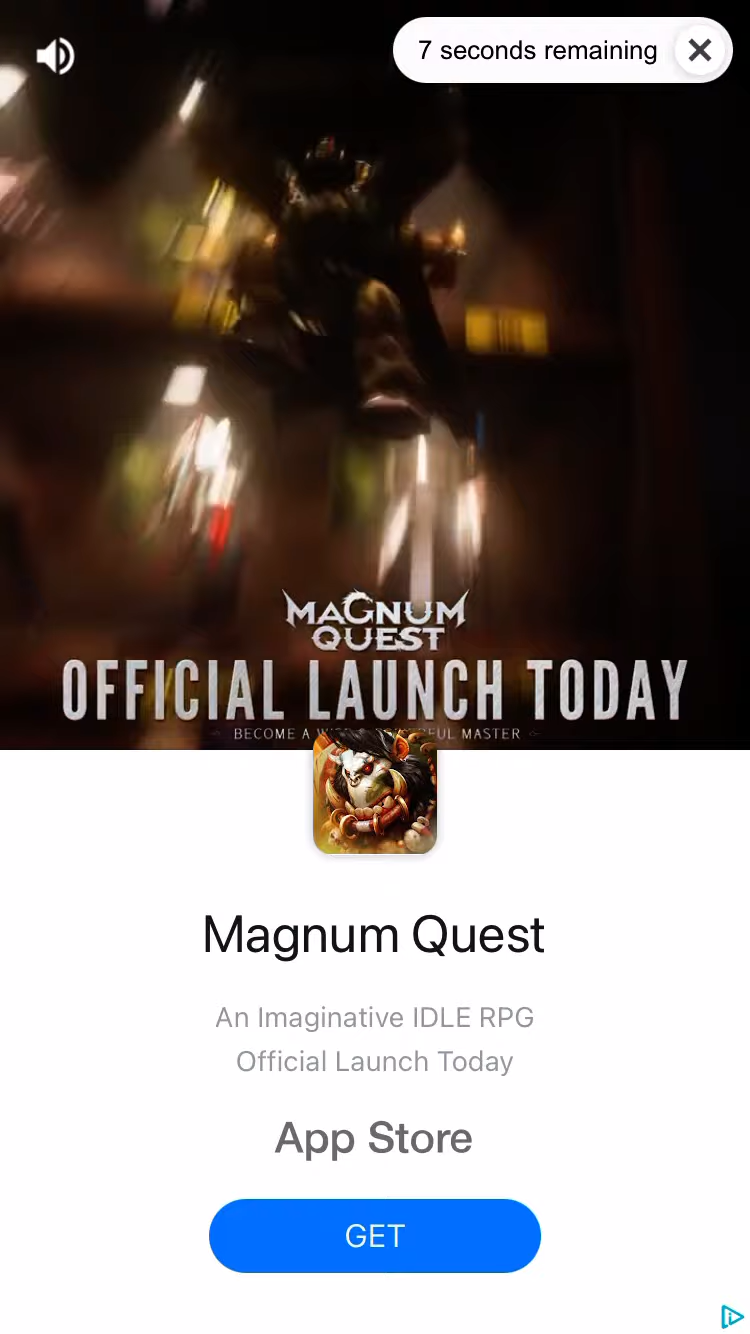 7 seconds remaining
MAGNUM
QUEST
OFFICIAL LAUNCH TODAY
BECOME A MASTER
Magnum Quest
An Imaginative IDLE RPG
Official Launch Today
App Store
GET